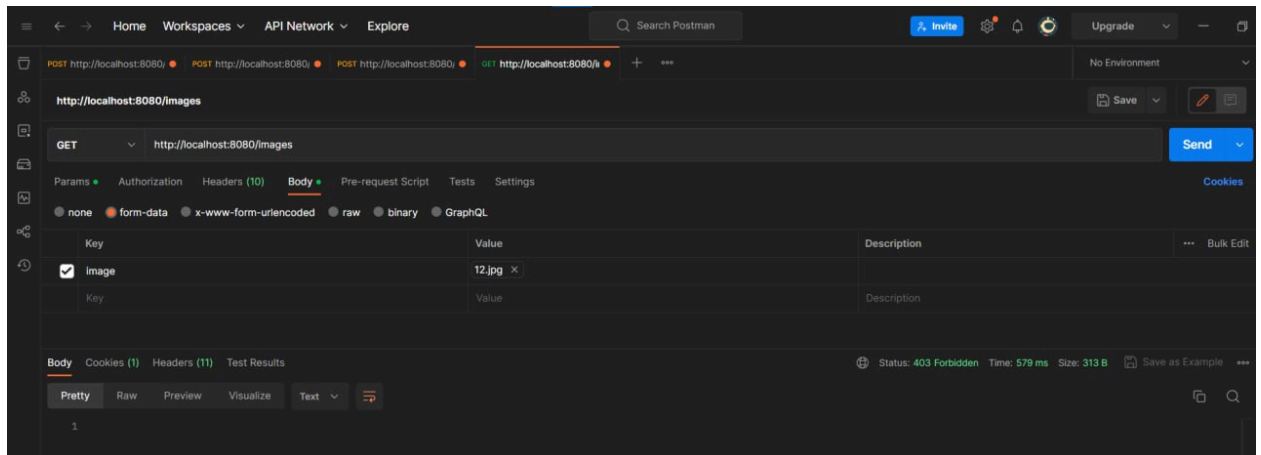 Home Workspaces API Network Explore Search Postman Invite Upgrade
POST http://localhost:8080/ POST http://localhost:8080/ POST http://localhost:8080/ GET http://localhost:8080/i No Environment
http://localhost:8080/images Save
GET http://localhost:8080/images Send
Params Authorization Headers (10) Body Pre-request Script Tests Settings Cookies
none form-data x-www-form-urlencoded raw binary GraphQL
Key Value Description Bulk Edit
image 12.jpg
Key Value Description
Body Cookies (1) Headers (11) Test Results Status: 403 Forbidden Time: 579 ms Size: 313 B Save as Example
Pretty Raw Preview Visualize Text
1